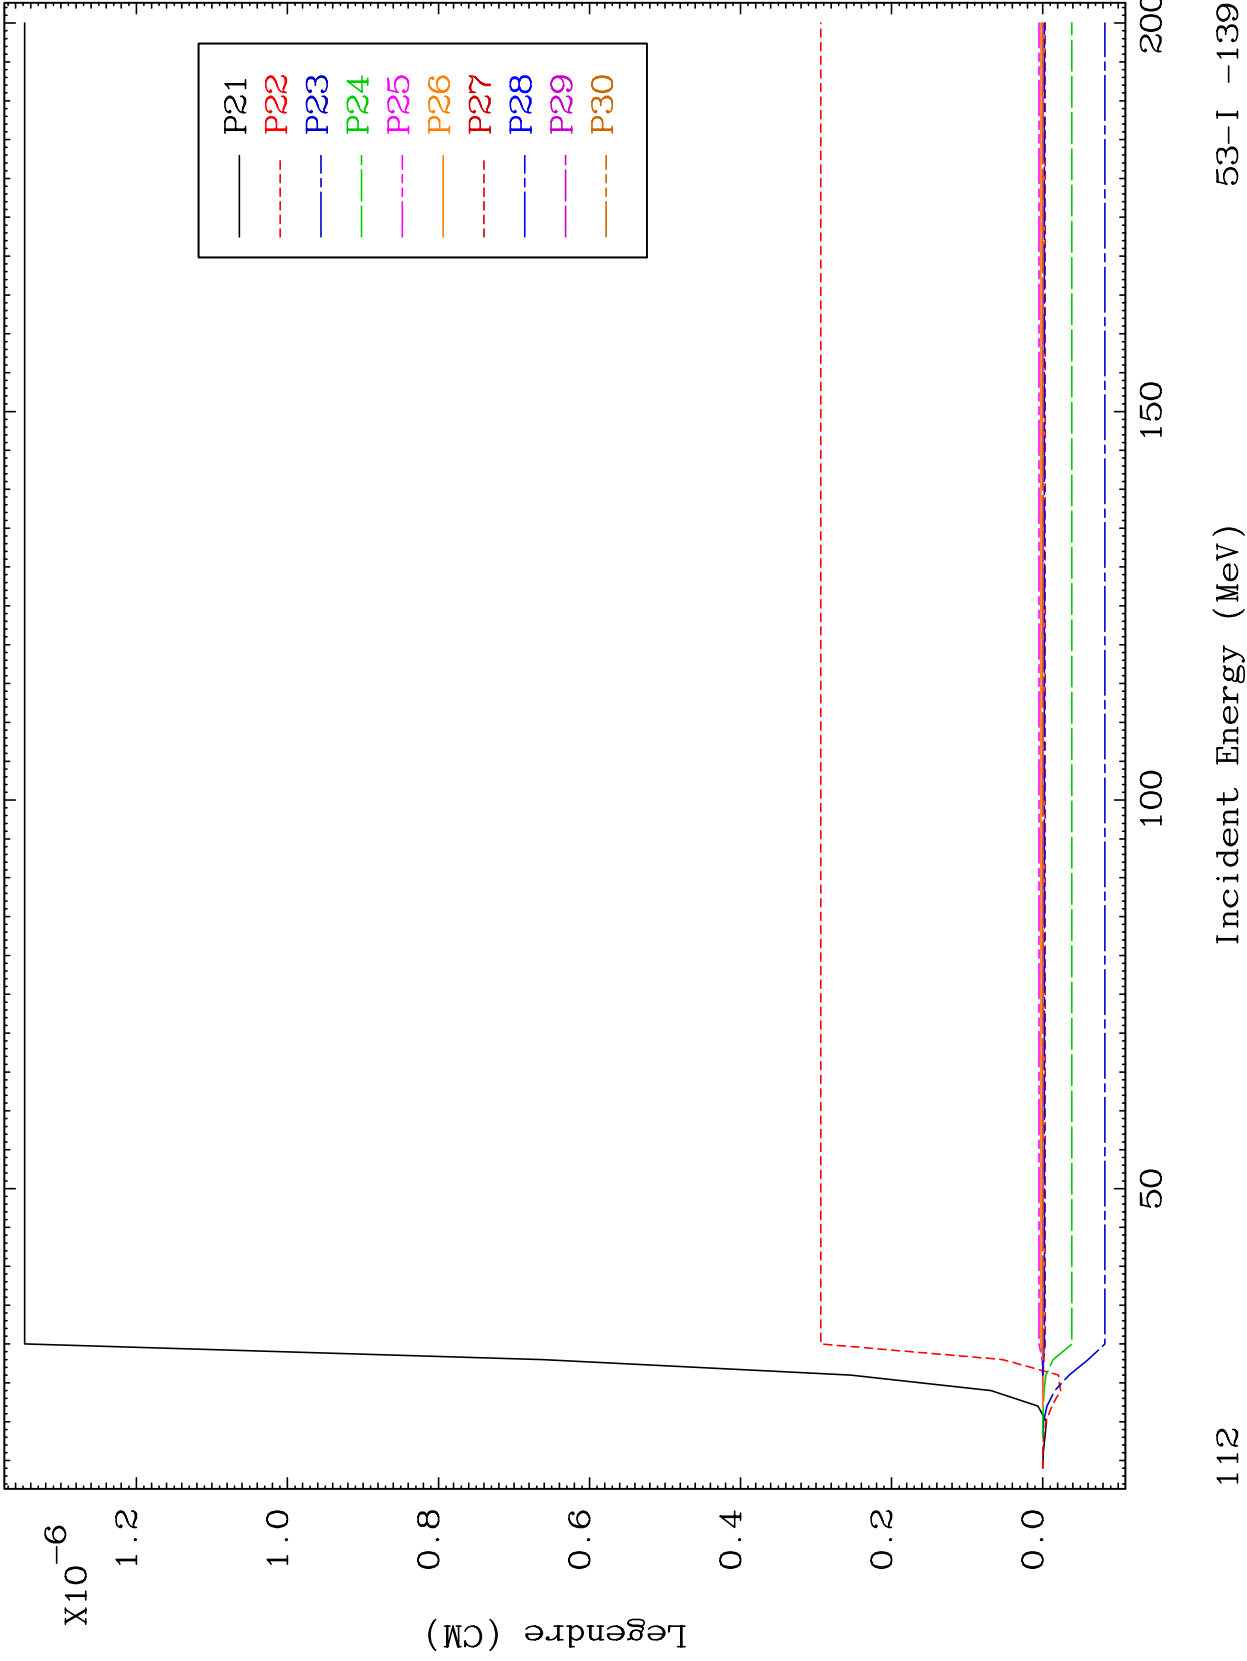 X10-6
1.2
1.0
0.8
0.6
0.4
0.2
0.0
Legendre (CM)
P21
P22
P23
P24
P25
P26
P27
P28
P29
P30
50
100
150
200
112
Incident Energy (MeV)
53-I -139